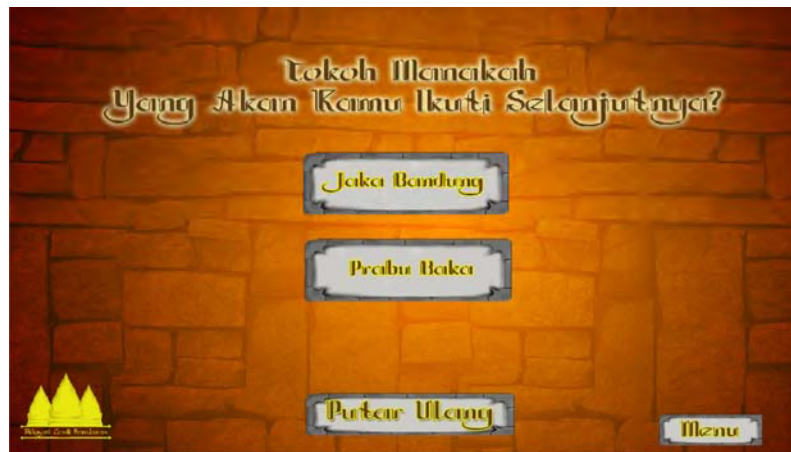 Tokoh Manakah
Yang Akan Kamu Ikuti Selanjutnya?
Jaka Bandung
Prabu Baka
Putar Ulang
Menu